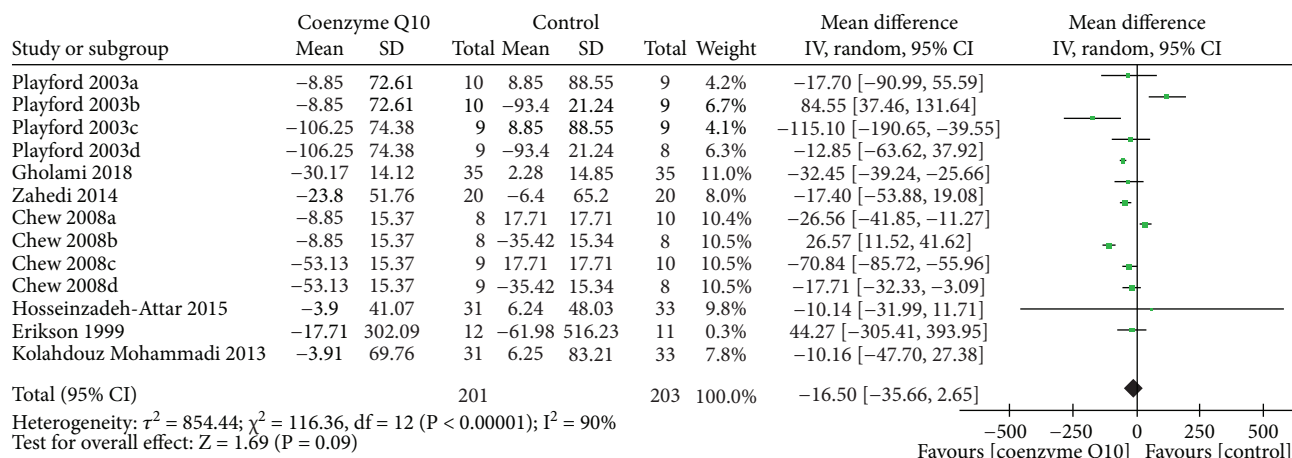 Coenzyme Q10 Control Mean difference Mean difference
Study or subgroup Mean SD Total Mean SD Total Weight IV, random, 95% CI IV, random, 95% CI
Playford 2003a −8.85 72.61 10 8.85 88.55 9 4.2% −17.70 [−90.99, 55.59]
Playford 2003b −8.85 72.61 10 −93.4 21.24 9 6.7% 84.55 [37.46, 131.64]
Playford 2003c −106.25 74.38 9 8.85 88.55 9 4.1% −115.10 [−190.65, −39.55]
Playford 2003d −106.25 74.38 9 −93.4 21.24 8 6.3% −12.85 [−63.62, 37.92]
Gholami 2018 −30.17 14.12 35 2.28 14.85 35 11.0% −32.45 [−39.24, −25.66]
Zahedi 2014 −23.8 51.76 20 −6.4 65.2 20 8.0% −17.40 [−53.88, 19.08]
Chew 2008a −8.85 15.37 8 17.71 17.71 10 10.4% −26.56 [−41.85, −11.27]
Chew 2008b −8.85 15.37 8 −35.42 15.34 8 10.5% 26.57 [11.52, 41.62]
Chew 2008c −53.13 15.37 9 17.71 17.71 10 10.5% −70.84 [−85.72, −55.96]
Chew 2008d −53.13 15.37 9 −35.42 15.34 8 10.5% −17.71 [−32.33, −3.09]
Hosseinzadeh-Attar 2015 −3.9 41.07 31 6.24 48.03 33 9.8% −10.14 [−31.99, 11.71]
Erikson 1999 −17.71 302.09 12 −61.98 516.23 11 0.3% 44.27 [−305.41, 393.95]
Kolahdouz Mohammadi 2013 −3.91 69.76 31 6.25 83.21 33 7.8% −10.16 [−47.70, 27.38]
Total (95% CI) 201 203 100.0% −16.50 [−35.66, 2.65]
Heterogeneity: τ² = 854.44; χ² = 116.36, df = 12 (P < 0.00001); I² = 90%
Test for overall effect: Z = 1.69 (P = 0.09)
−500 −250 0 250 500
Favours [coenzyme Q10] Favours [control]